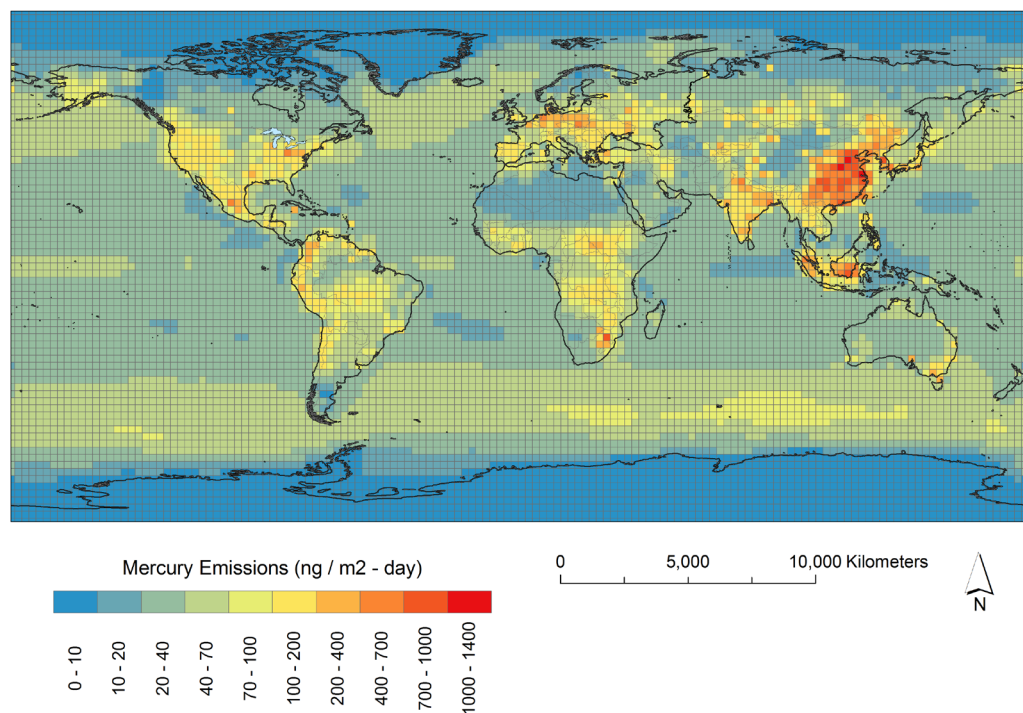 Mercury Emissions (ng / m2 - day)
0 - 10
10 - 20
20 - 40
40 - 70
70 - 100
100 - 200
200 - 400
400 - 700
700 - 1000
1000 - 1400
0 5,000 10,000 Kilometers
N